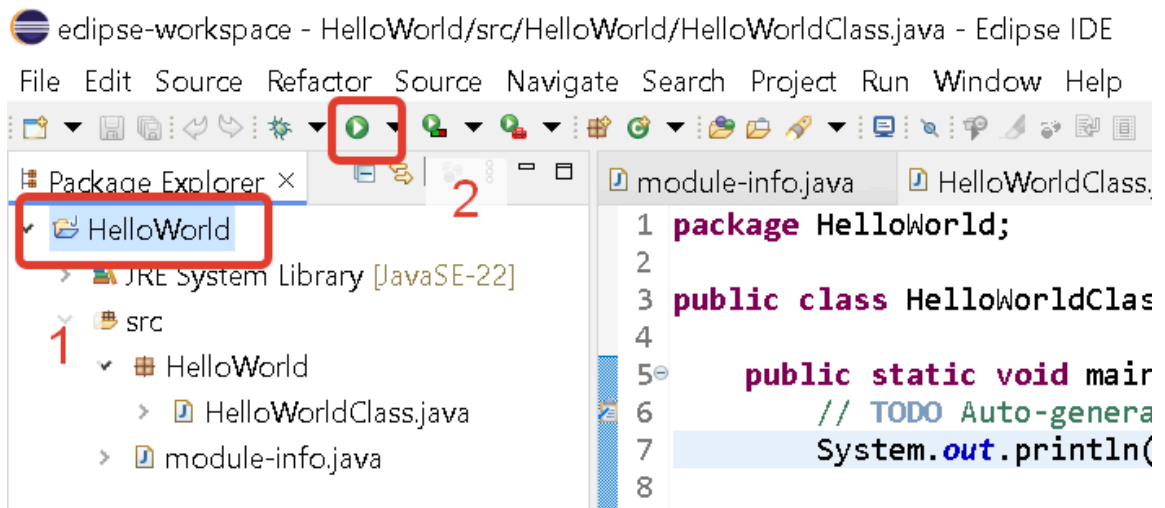 eclipse-workspace - HelloWorld/src/HelloWorld/HelloWorldClass.java - Eclipse IDE
File Edit Source Refactor Source Navigate Search Project Run Window Help
Package Explorer ×
2
module-info.java
HelloWorldClass.
HelloWorld
JRE System Library [JavaSE-22]
1
src
HelloWorld
HelloWorldClass.java
module-info.java
1 package HelloWorld;
2
3 public class HelloWorldClas
4
5 public static void main
6 // TODO Auto-genera
7 System.out.println(
8